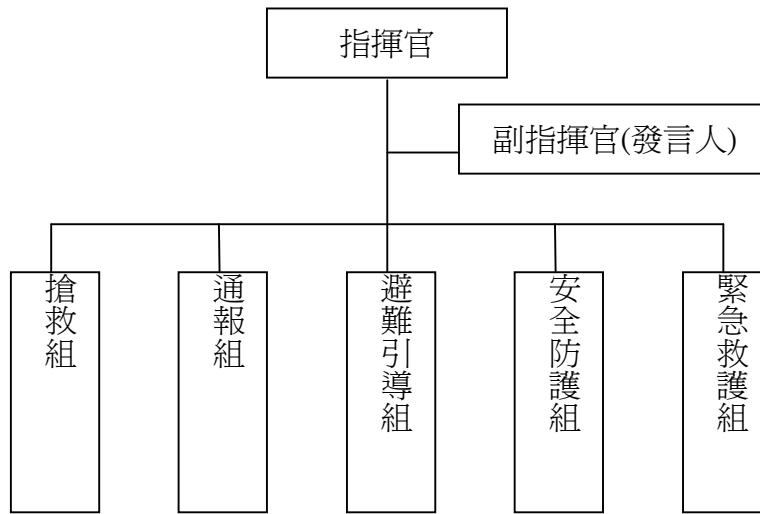 指揮官
副指揮官(發言人)
搶救組
通報組
避難引導組
安全防護組
緊急救護組